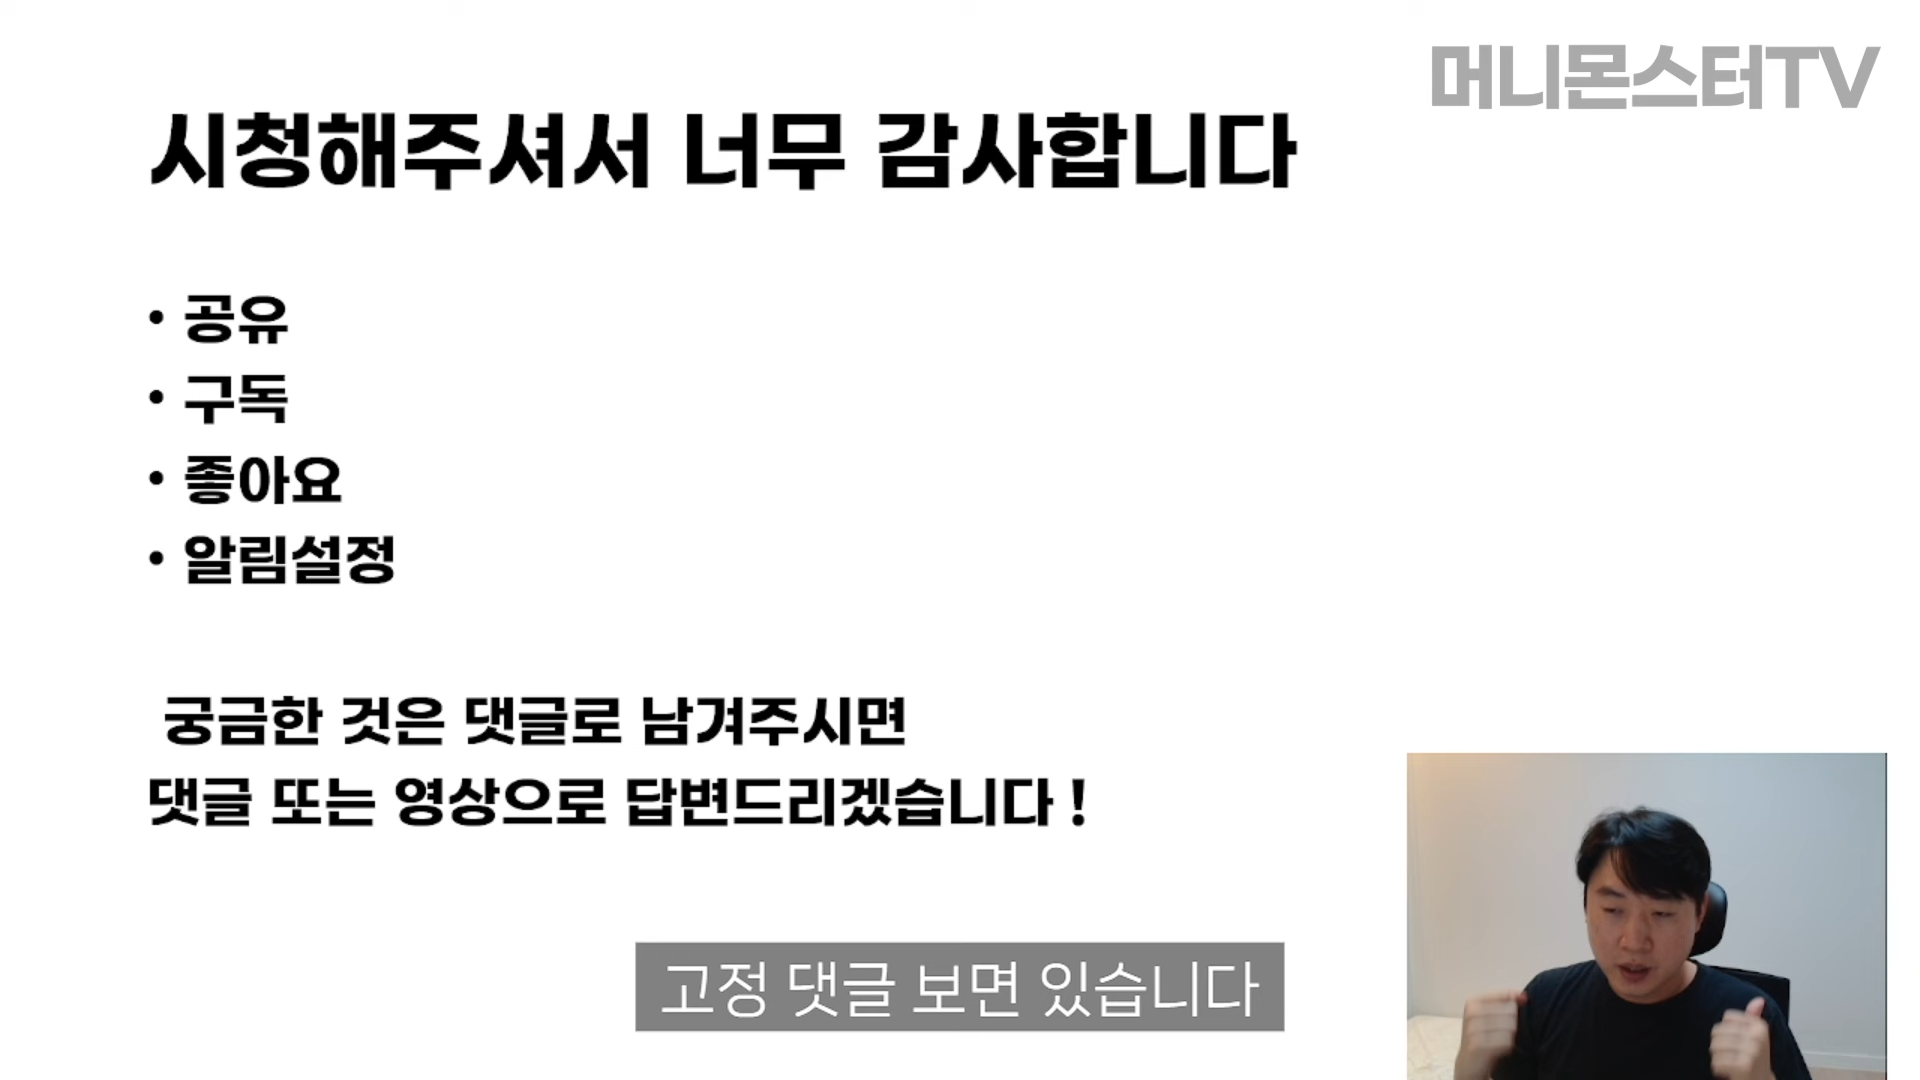 머니몬스터TV
시청해주셔서 너무 감사합니다
• 공유
• 구독
• 좋아요
• 알림설정
궁금한 것은 댓글로 남겨주시면
댓글 또는 영상으로 답변드리겠습니다 !
고정 댓글 보면 있습니다